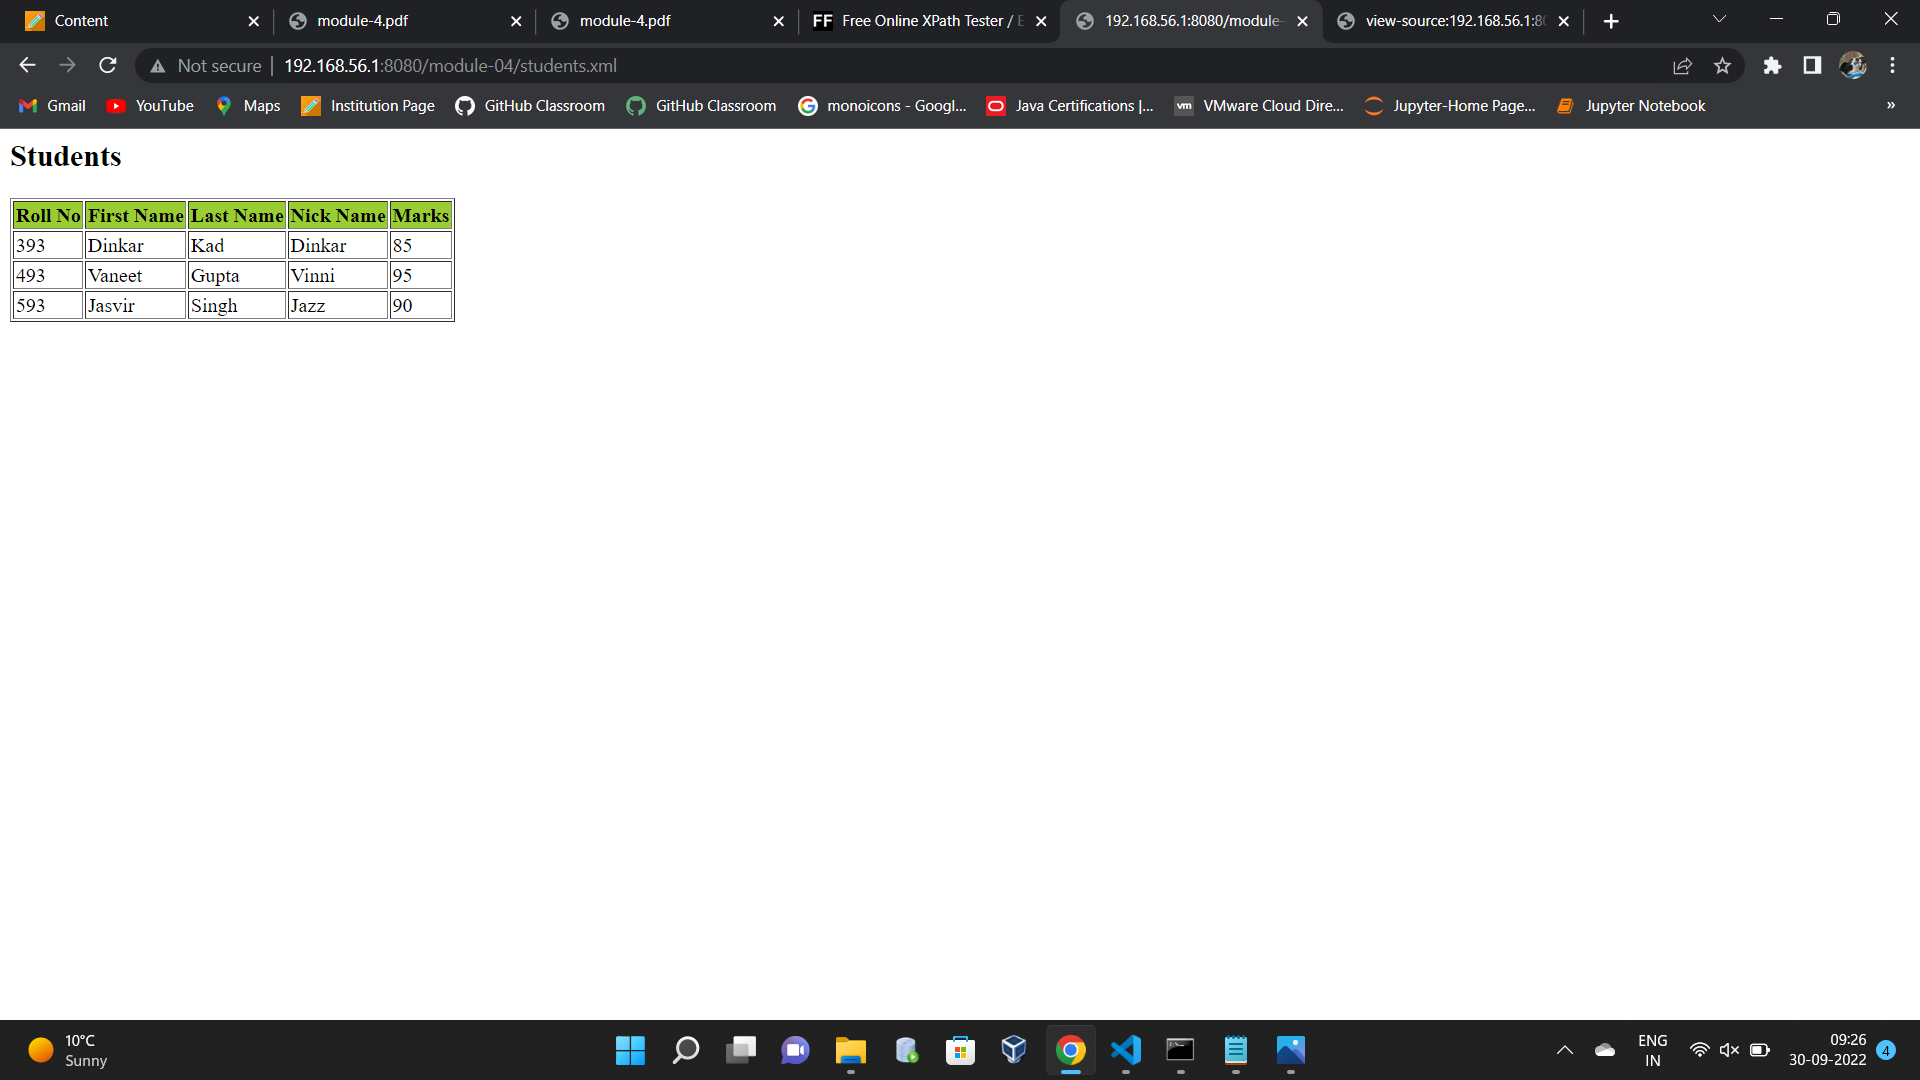 Content
module-4.pdf
module-4.pdf
FF Free Online XPath Tester / E
192.168.56.1:8080/module-
view-source:192.168.56.1:80
Not secure 192.168.56.1:8080/module-04/students.xml
Gmail
YouTube
Maps
Institution Page
GitHub Classroom
GitHub Classroom
monoicons - Googl...
Java Certifications |...
vm VMware Cloud Dire...
Jupyter-Home Page...
Jupyter Notebook
»
Students
Roll No First Name Last Name Nick Name Marks
393 Dinkar Kad Dinkar 85
493 Vaneet Gupta Vinni 95
593 Jasvir Singh Jazz 90
10°C
Sunny
ENG
IN
09:26
30-09-2022
4